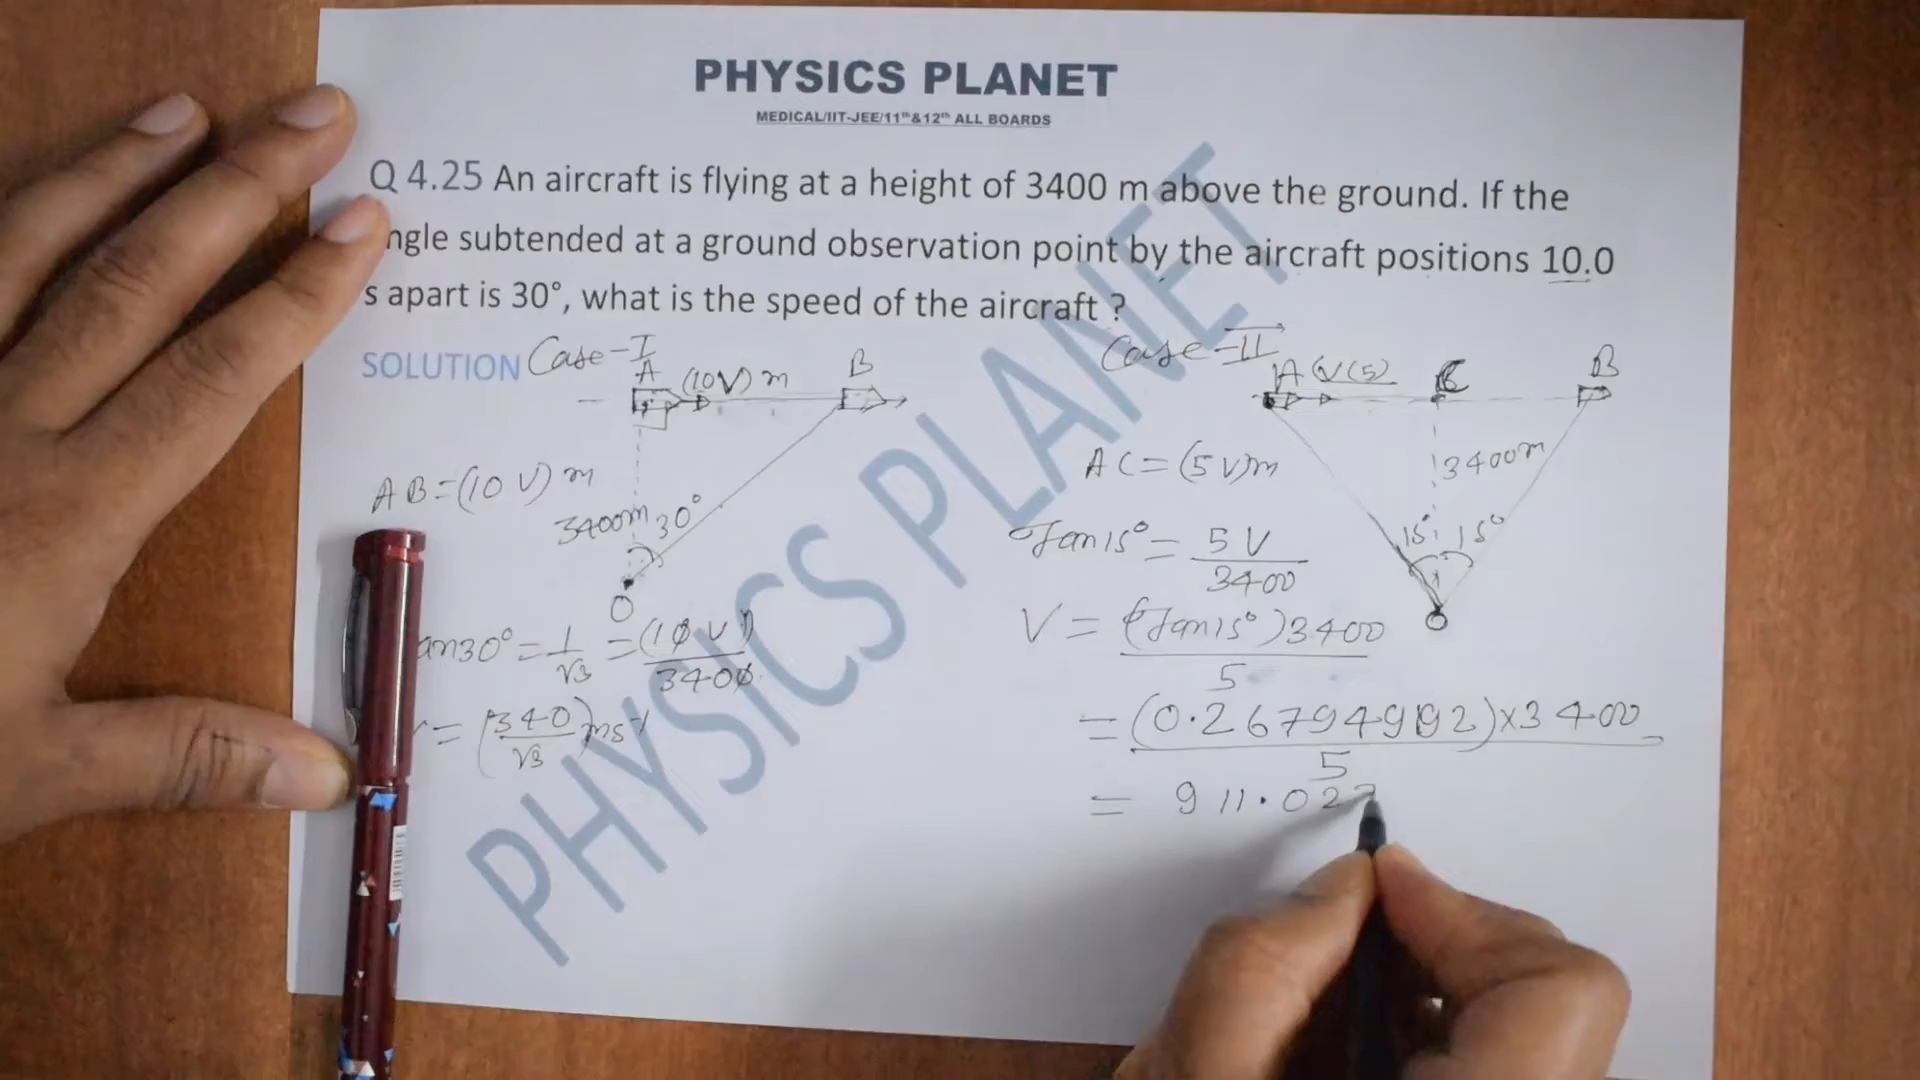 PHYSICS PLANET
MEDICAL/IIT-JEE/11th&12th ALL BOARDS
Q 4.25 An aircraft is flying at a height of 3400 m above the ground. If the
ngle subtended at a ground observation point by the aircraft positions 10.0
s apart is 30°, what is the speed of the aircraft ?
SOLUTION Case-I
A (10V) m B
AB=(10 V) m
3400m 30°
O
an30° = 1/√3 = (10 V)/3400
= (340/√3) ms-1
Case-II
A V(5) C B
AC = (5 V)m
3400m
15° 15°
O
Tan15° = 5 V/3400
V = (Tan15°)3400/5
= (0.26794992)×3400/5
= 911.02
PHYSICS PLANET